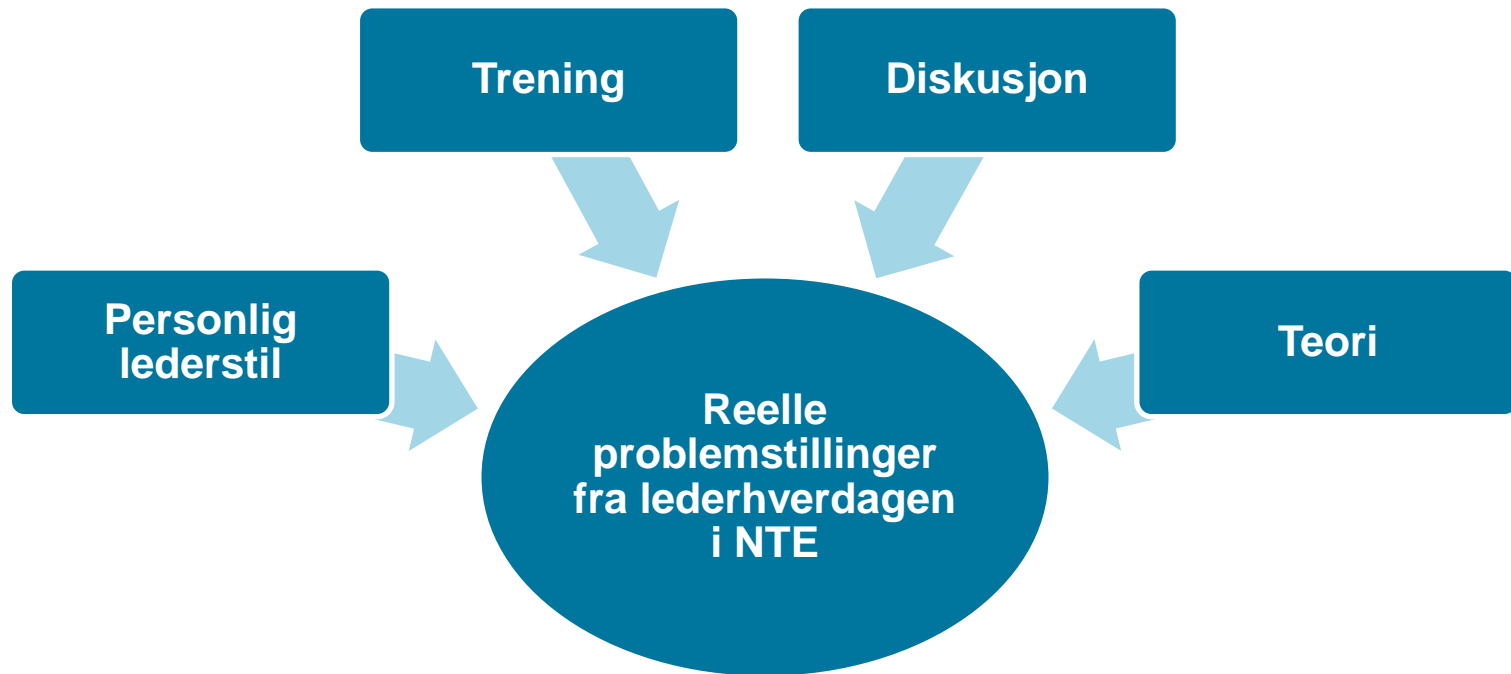 Trening
Diskusjon
Personlig
lederstil
Teori
Reelle
problemstillinger
fra lederhverdagen
i NTE